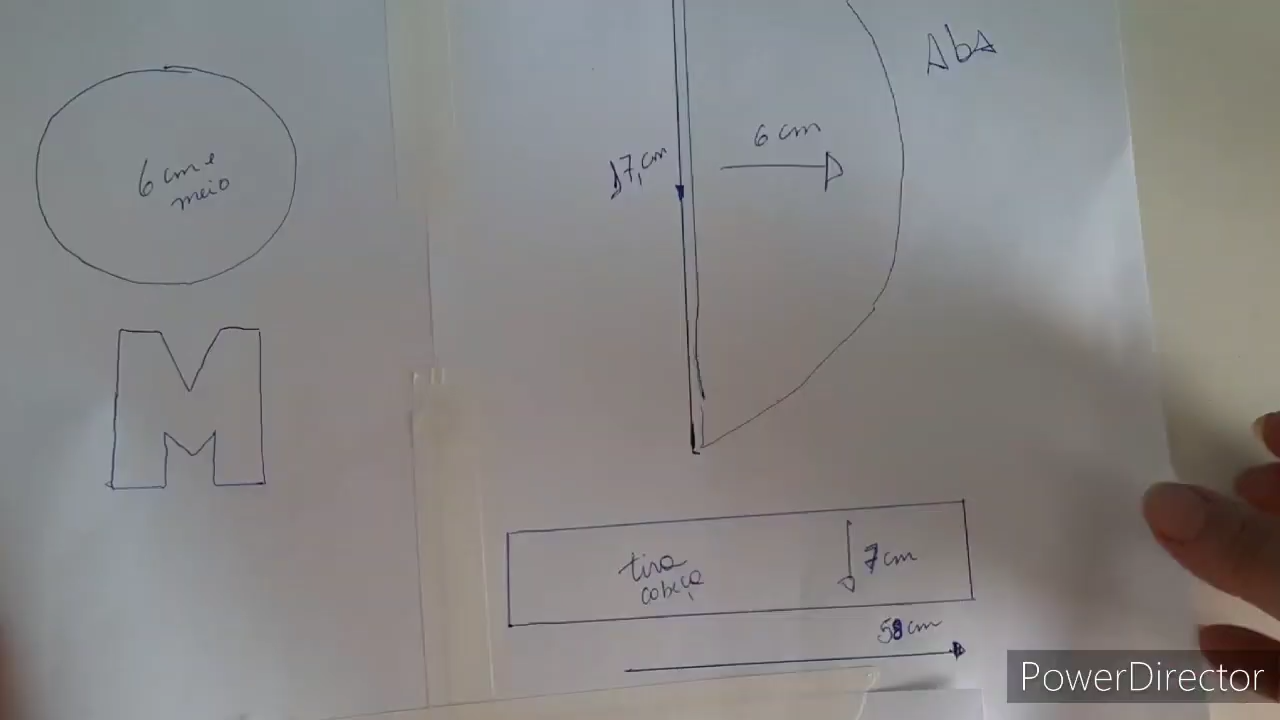 6 cm e
meio
M
17,cm
6 cm
Aba
tira
cabeça
7 cm
58 cm
PowerDirector